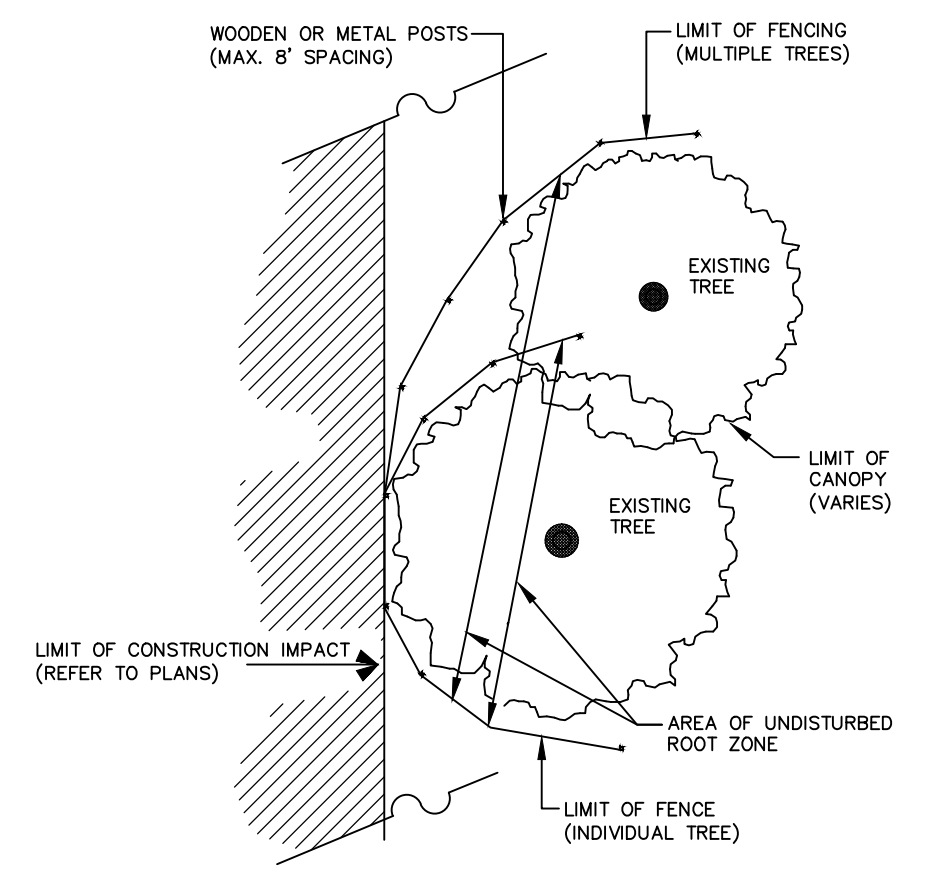 WOODEN OR METAL POSTS
(MAX. 8' SPACING)
LIMIT OF FENCING
(MULTIPLE TREES)
EXISTING
TREE
LIMIT OF
CANOPY
(VARIES)
EXISTING
TREE
LIMIT OF CONSTRUCTION IMPACT
(REFER TO PLANS)
AREA OF UNDISTURBED
ROOT ZONE
LIMIT OF FENCE
(INDIVIDUAL TREE)